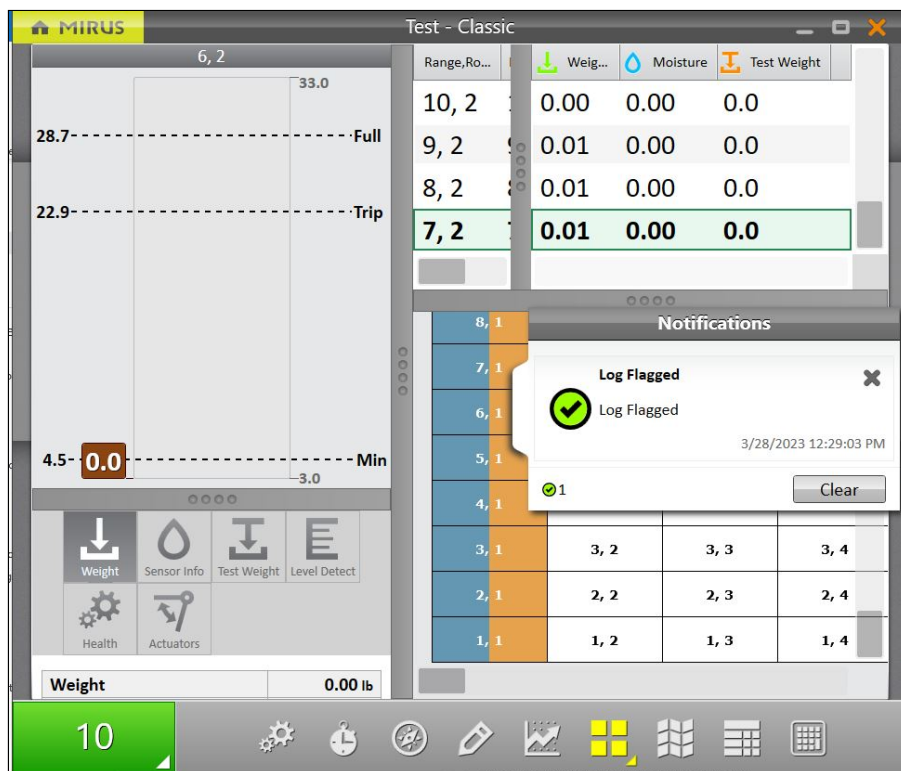 MIRUS
Test - Classic
6, 2
33.0
28.7
Full
22.9
Trip
4.5
0.0
Min
3.0
Weight
Sensor Info
Test Weight
Level Detect
Health
Actuators
Weight 0.00 lb
Range,Ro... Weig... Moisture Test Weight
10, 2 0.00 0.00 0.0
9, 2 0.01 0.00 0.0
8, 2 0.01 0.00 0.0
7, 2 0.01 0.00 0.0
8, 1
7, 1
6, 1
5, 1
4, 1
3, 1 3, 2 3, 3 3, 4
2, 1 2, 2 2, 3 2, 4
1, 1 1, 2 1, 3 1, 4
Notifications
Log Flagged
Log Flagged
3/28/2023 12:29:03 PM
1
Clear
10